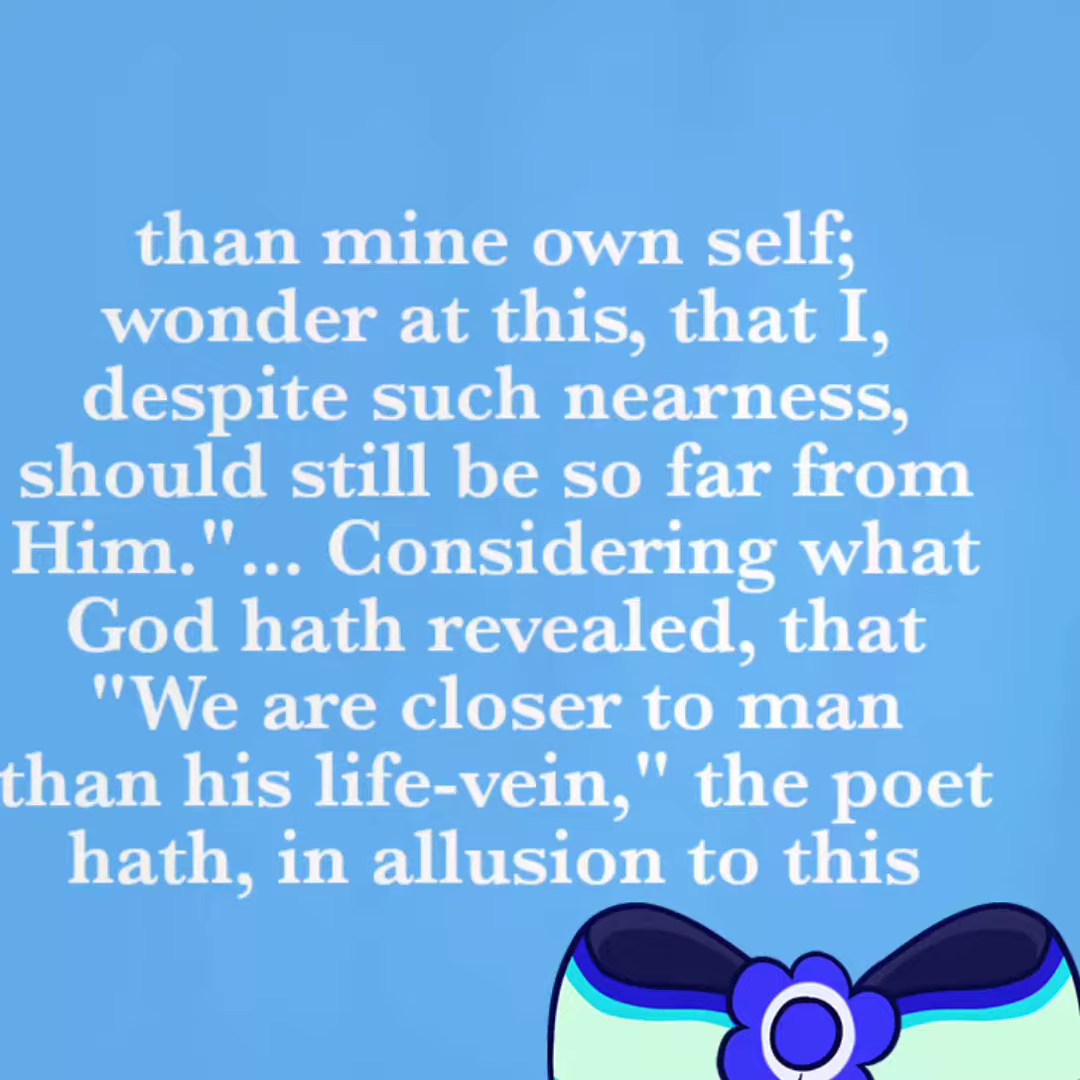 than mine own self;
wonder at this, that I,
despite such nearness,
should still be so far from
Him."... Considering what
God hath revealed, that
"We are closer to man
than his life-vein," the poet
hath, in allusion to this